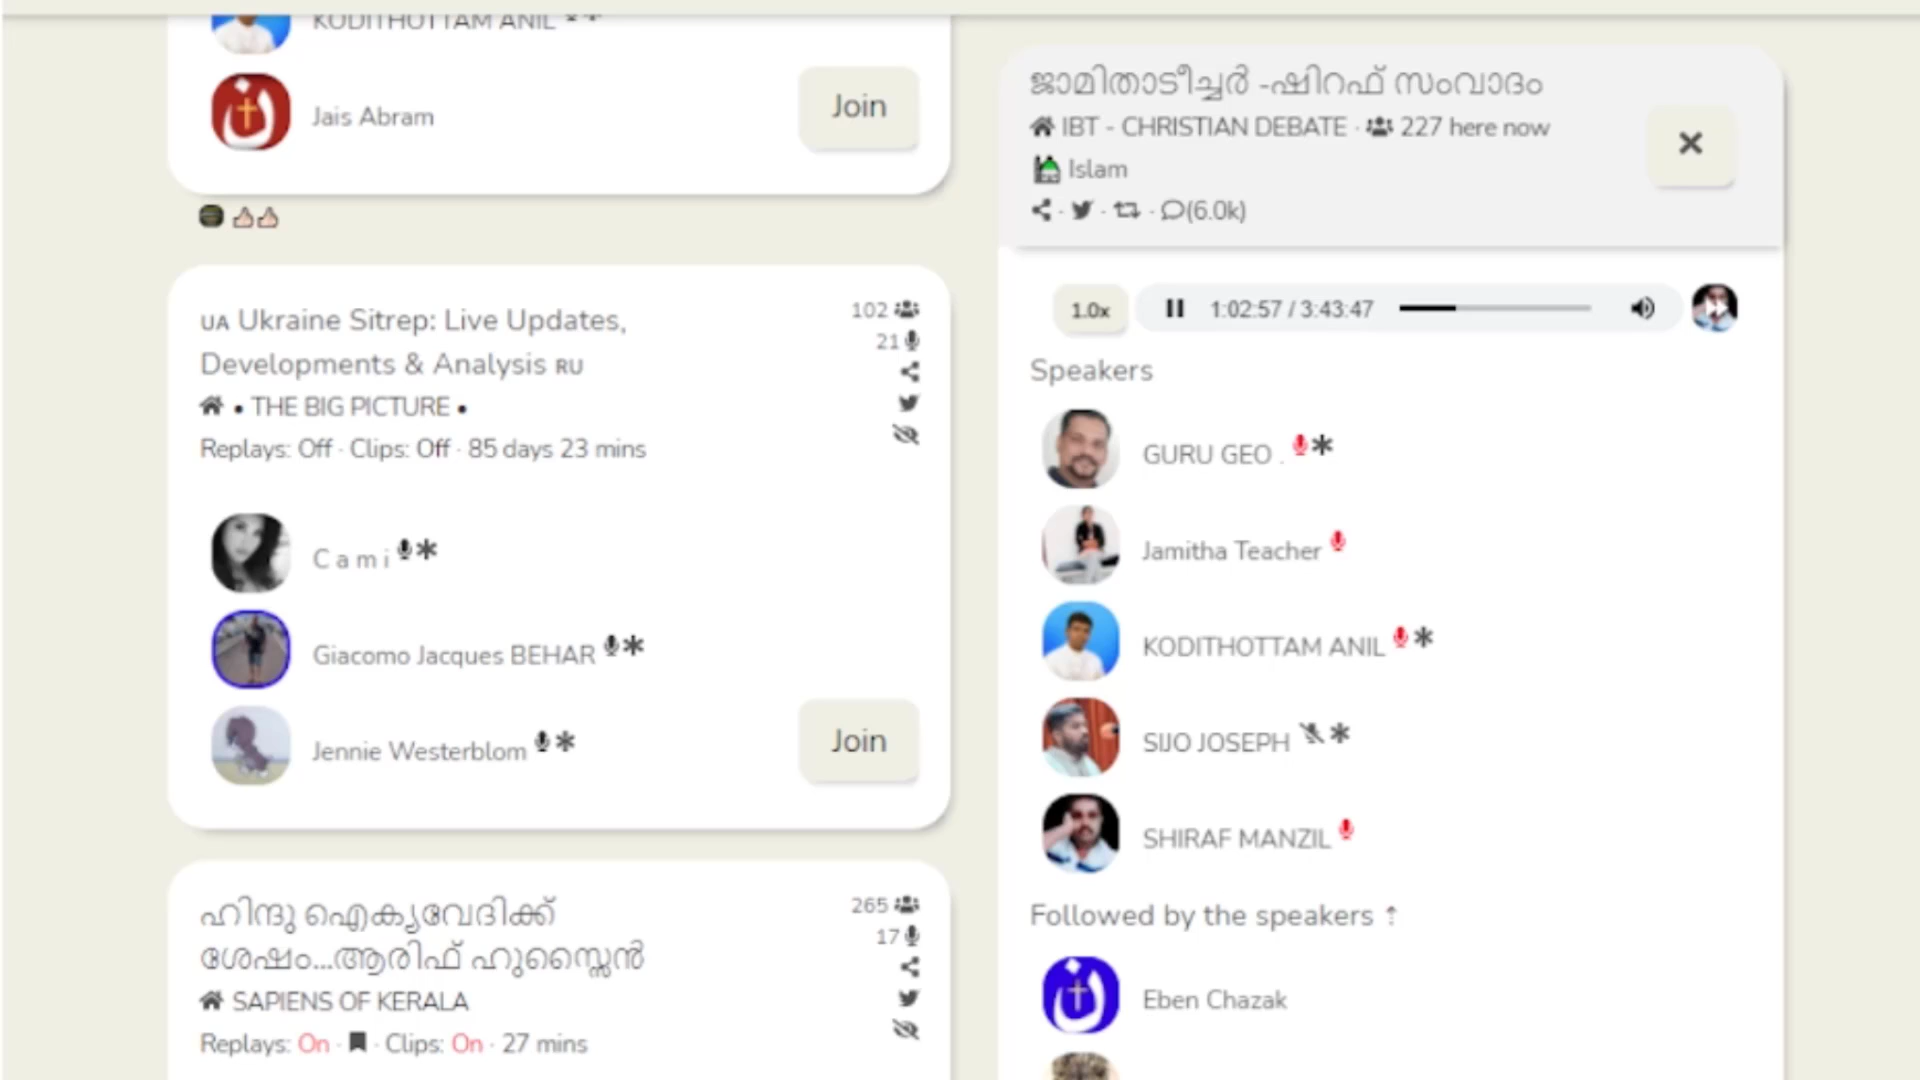 KODITHOTTAM ANIL
Jais Abram
Join
UA Ukraine Sitrep: Live Updates,
Developments & Analysis RU
• THE BIG PICTURE •
Replays: Off · Clips: Off · 85 days 23 mins
102
21
C a m i
Giacomo Jacques BEHAR
Jennie Westerblom
Join
ഹിന്ദു ഐക്യവേദിക്ക്
ശേഷം...ആരിഫ് ഹുസ്സൈൻ
SAPIENS OF KERALA
Replays: On · Clips: On · 27 mins
265
17
ജാമിതാടീച്ചർ -ഷിറഫ് സംവാദം
IBT - CHRISTIAN DEBATE · 227 here now
Islam
(6.0k)
1.0x
1:02:57 / 3:43:47
Speakers
GURU GEO .
Jamitha Teacher
KODITHOTTAM ANIL
SIJO JOSEPH
SHIRAF MANZIL
Followed by the speakers ↑
Eben Chazak